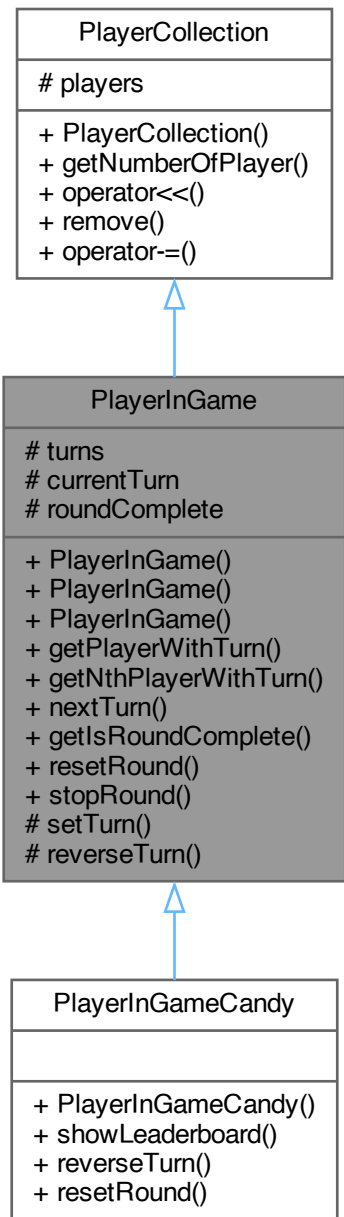 PlayerCollection
# players
+ PlayerCollection()
+ getNumberOfPlayer()
+ operator<<()
+ remove()
+ operator-=()
PlayerInGame
# turns
# currentTurn
# roundComplete
+ PlayerInGame()
+ PlayerInGame()
+ PlayerInGame()
+ getPlayerWithTurn()
+ getNthPlayerWithTurn()
+ nextTurn()
+ getIsRoundComplete()
+ resetRound()
+ stopRound()
# setTurn()
# reverseTurn()
PlayerInGameCandy
+ PlayerInGameCandy()
+ showLeaderboard()
+ reverseTurn()
+ resetRound()